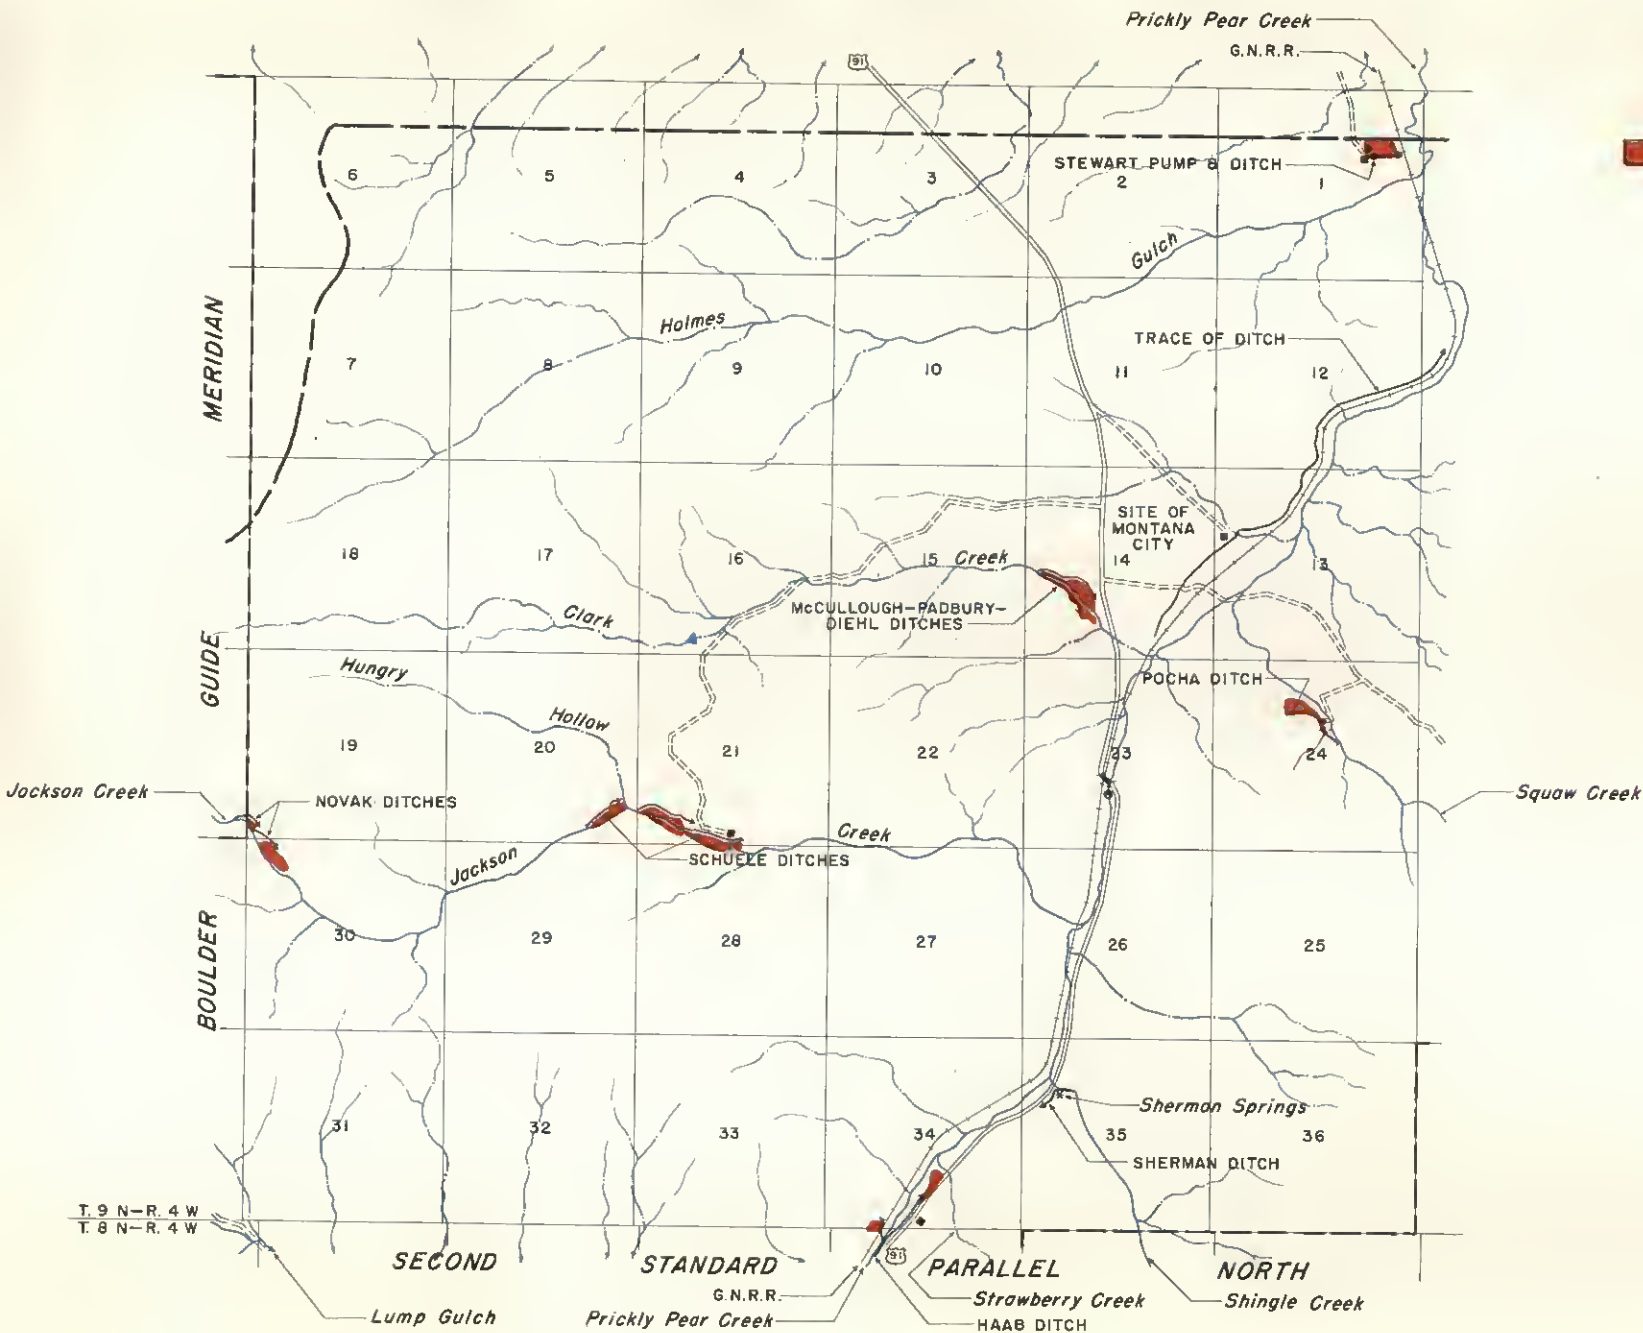 Prickly Pear Creek
G.N.R.R.
91
STEWART PUMP & DITCH
6
5
4
3
2
1
Gulch
MERIDIAN
Holmes
TRACE OF DITCH
7
8
9
10
11
12
SITE OF
MONTANA
CITY
18
17
16
15
Creek
14
13
Clark
McCULLOUGH-PADBURY-
DIEHL DITCHES
GUIDE
Hungry
Hollow
POCHA DITCH
19
20
21
22
23
24
Jackson Creek
NOVAK DITCHES
Squaw Creek
Creek
Jackson
SCHUELE DITCHES
BOULDER
30
29
28
27
26
25
Sherman Springs
31
32
33
34
35
36
SHERMAN DITCH
T. 9 N-R. 4 W
T. 8 N-R. 4 W
SECOND STANDARD PARALLEL NORTH
91
G.N.R.R.
Strawberry Creek
Shingle Creek
Lump Gulch
Prickly Pear Creek
HAAB DITCH